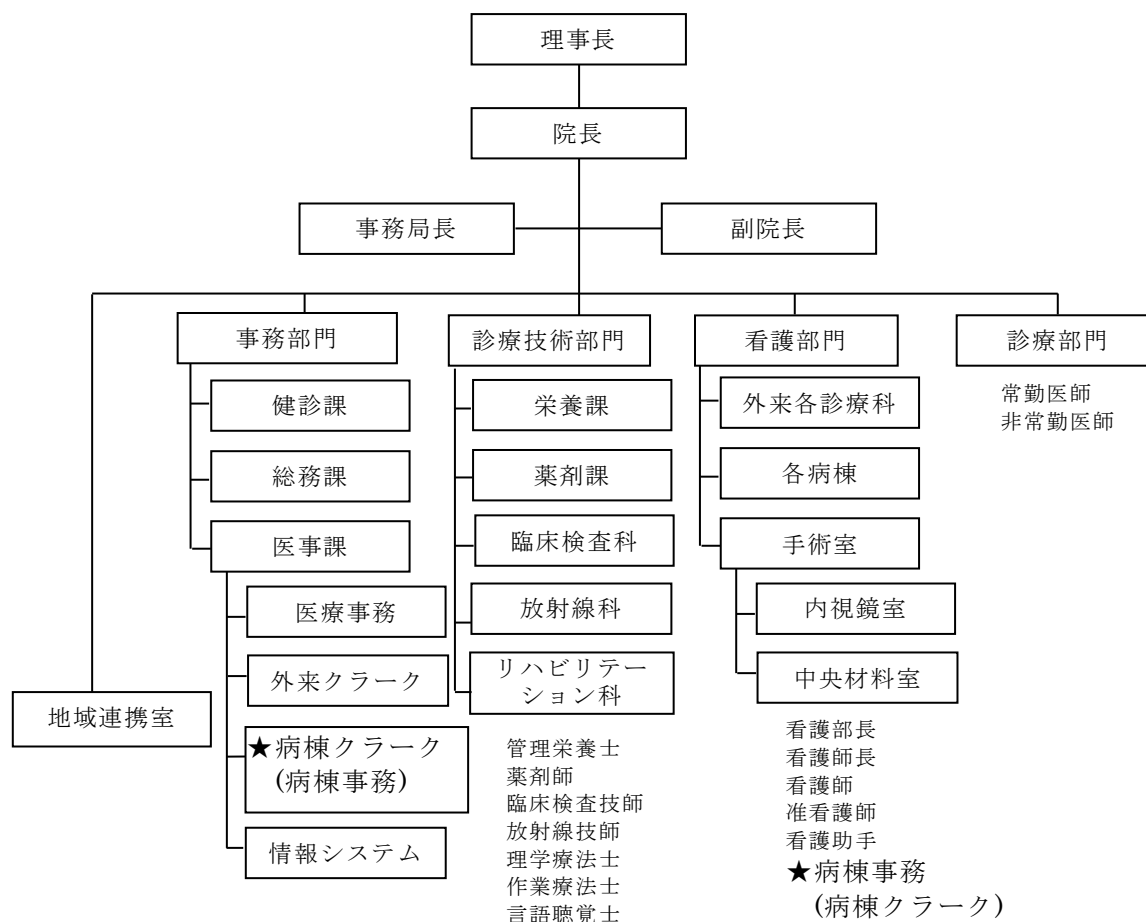 理事長
院長
事務局長
副院長
事務部門
診療技術部門
看護部門
診療部門
健診課
総務課
医事課
医療事務
外来クラーク
★病棟クラーク
(病棟事務)
情報システム
地域連携室
栄養課
薬剤課
臨床検査科
放射線科
リハビリテー
ション科
管理栄養士
薬剤師
臨床検査技師
放射線技師
理学療法士
作業療法士
言語聴覚士
外来各診療科
各病棟
手術室
内視鏡室
中央材料室
看護部長
看護師長
看護師
准看護師
看護助手
★病棟事務
(病棟クラーク)
常勤医師
非常勤医師